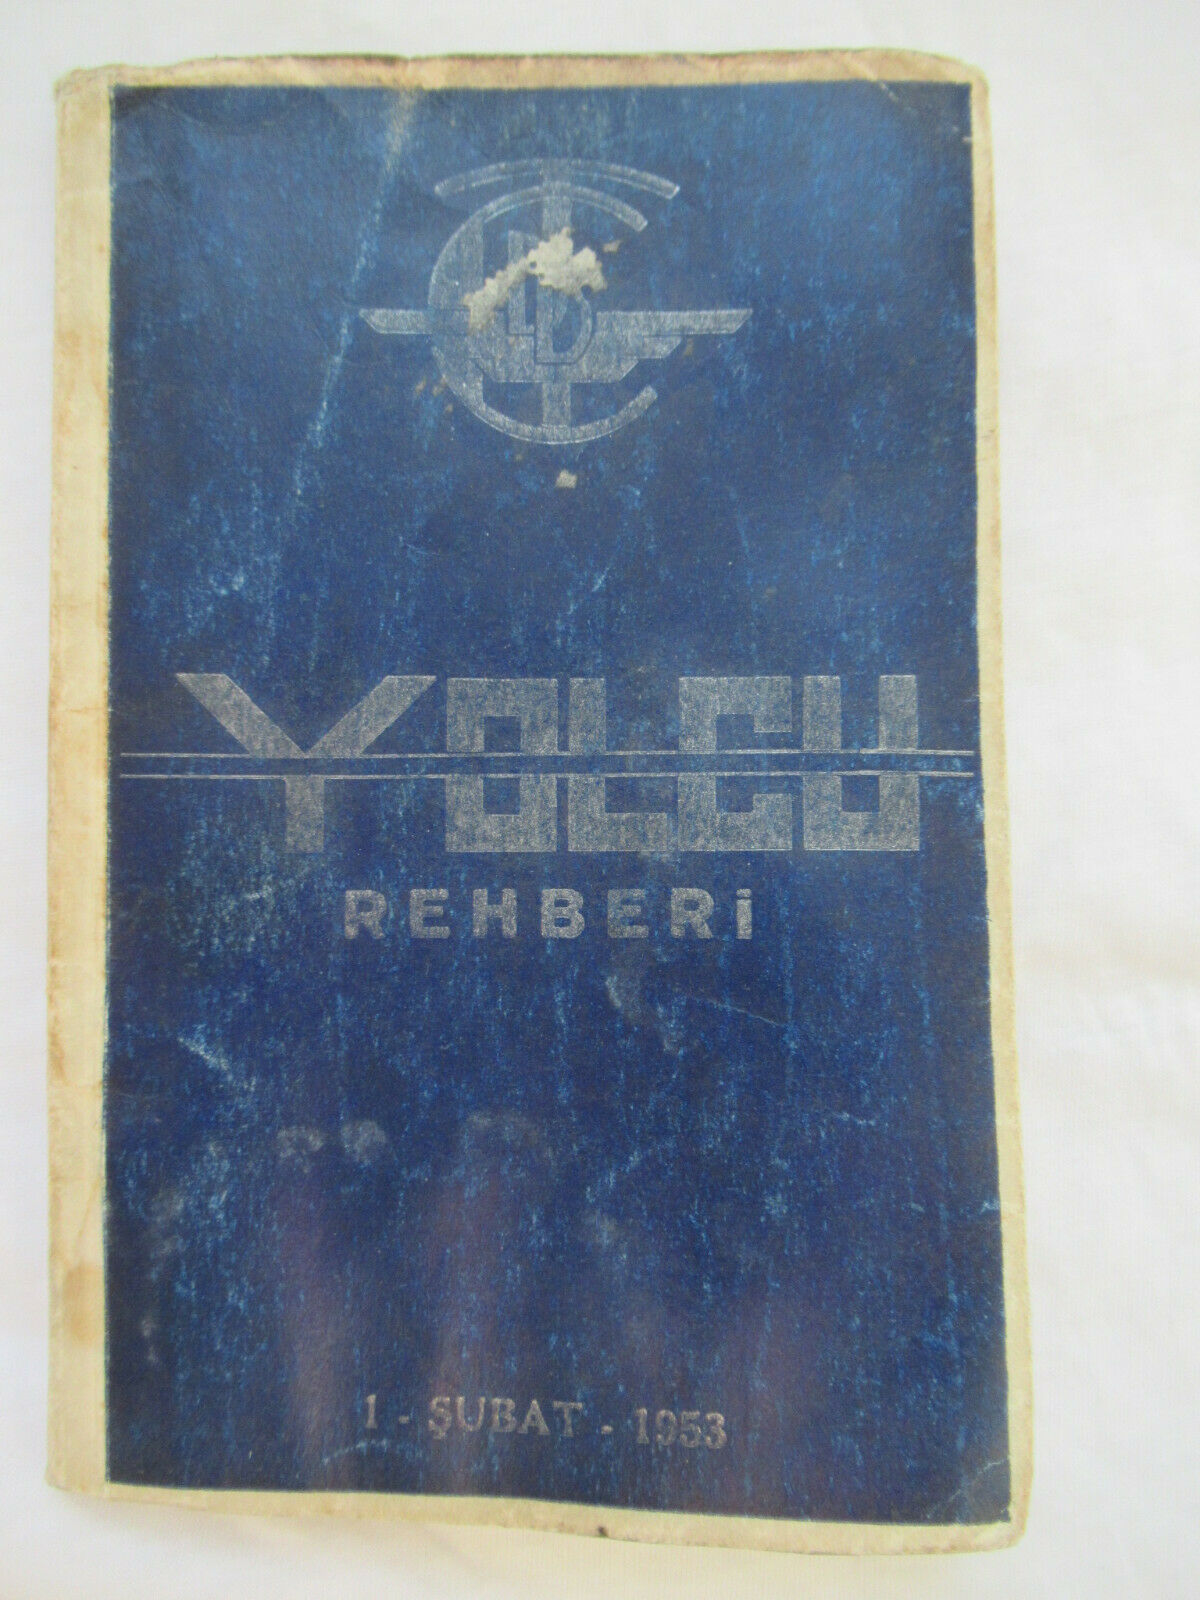 YOLCU
REHBERİ
1 - ŞUBAT - 1953